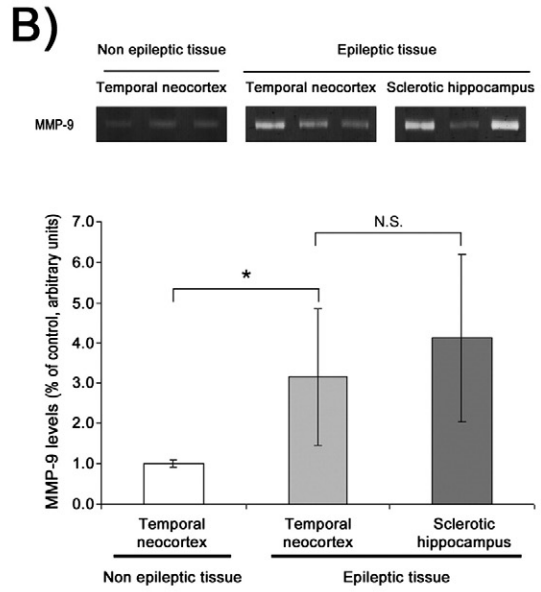 B)
Non epileptic tissue
Epileptic tissue
Temporal neocortex
Temporal neocortex
Sclerotic hippocampus
MMP-9
MMP-9 levels (% of control, arbitrary units)
7.0
6.0
5.0
4.0
3.0
2.0
1.0
0.0
*
N.S.
Temporal
neocortex
Temporal
neocortex
Sclerotic
hippocampus
Non epileptic tissue
Epileptic tissue